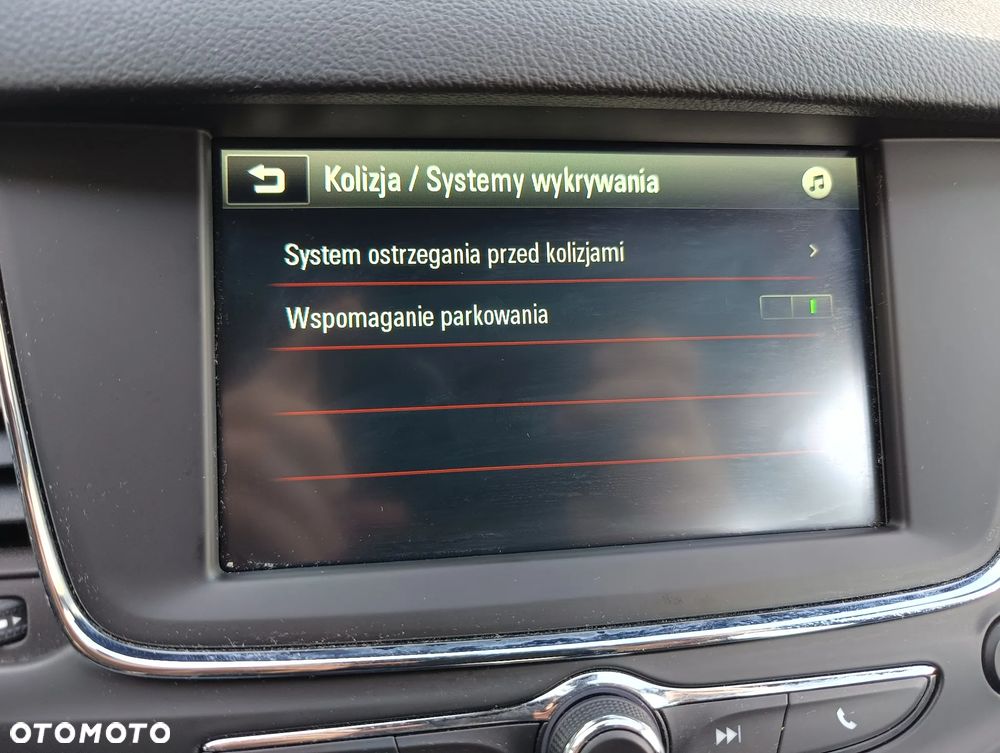 Kolizja / Systemy wykrywania
System ostrzegania przed kolizjami
Wspomaganie parkowania
OTOMOTO